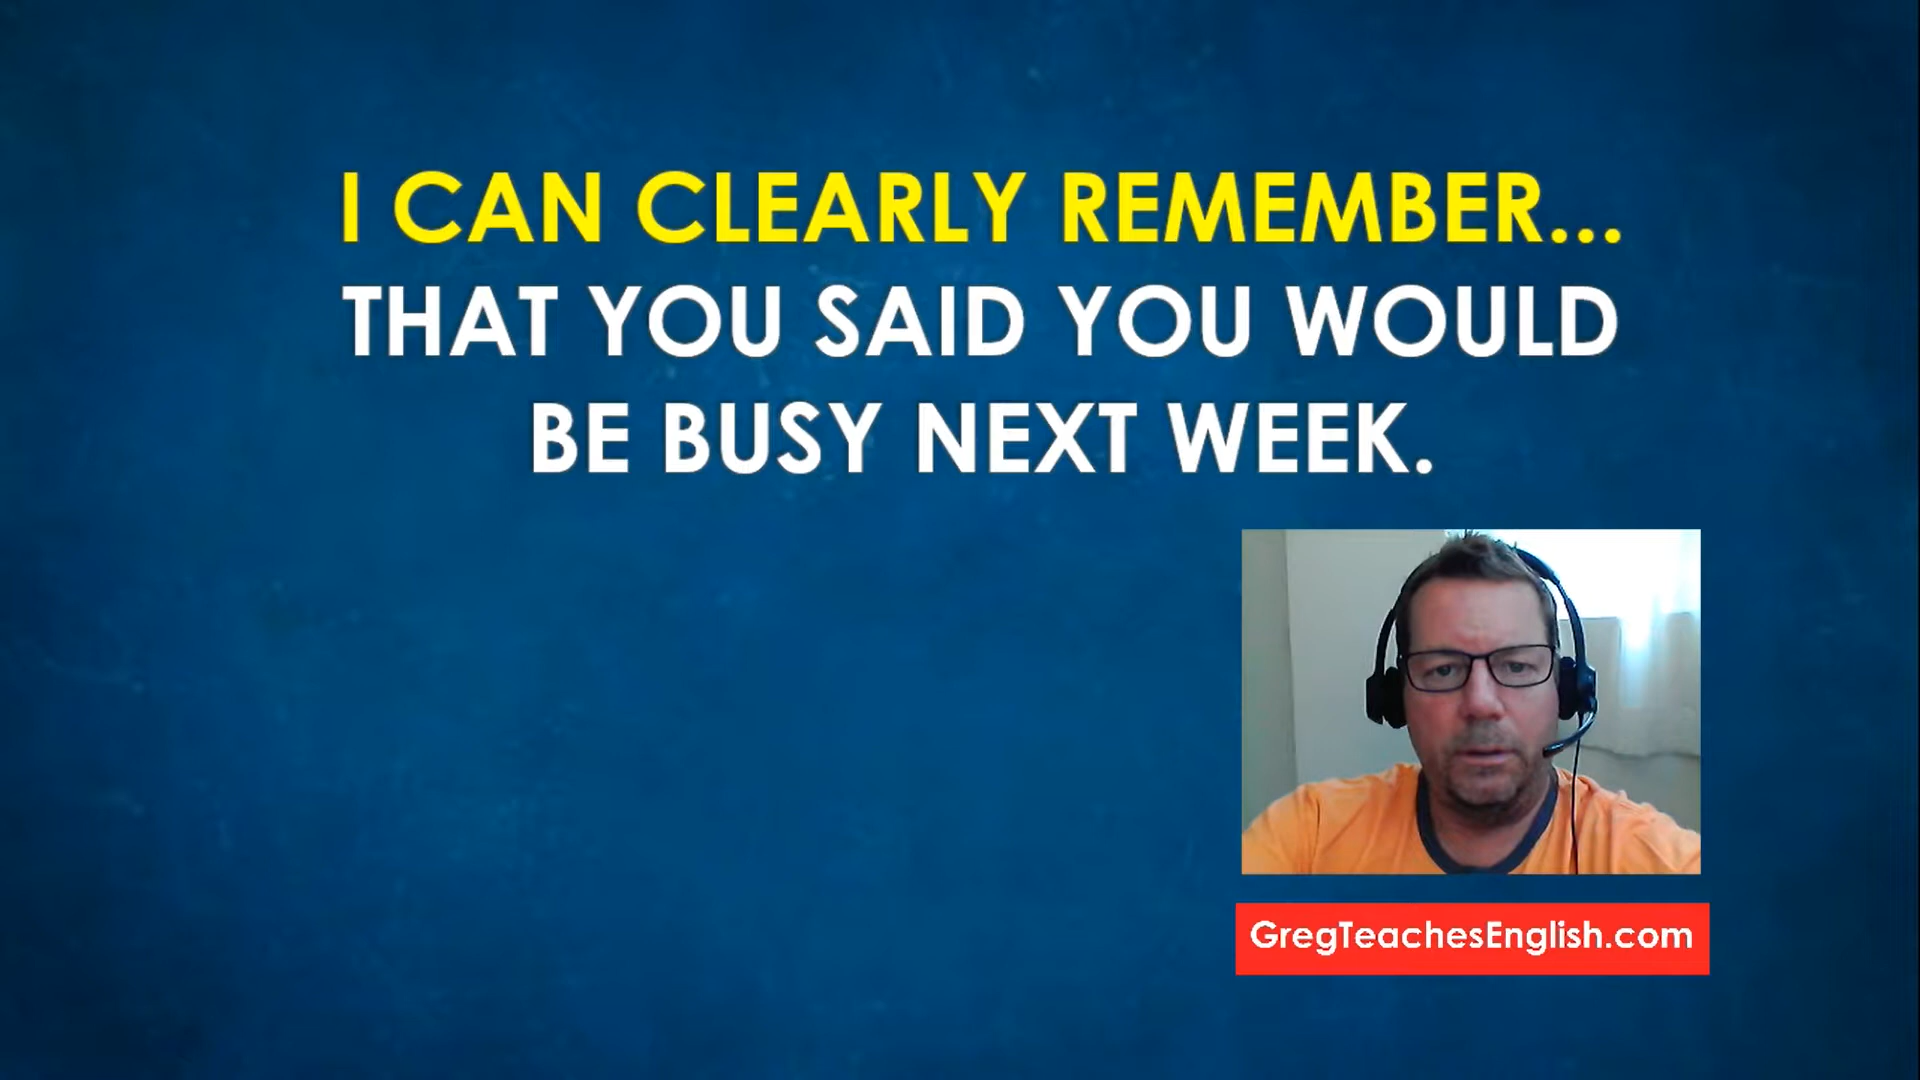 I CAN CLEARLY REMEMBER...
THAT YOU SAID YOU WOULD
BE BUSY NEXT WEEK.
GregTeachesEnglish.com